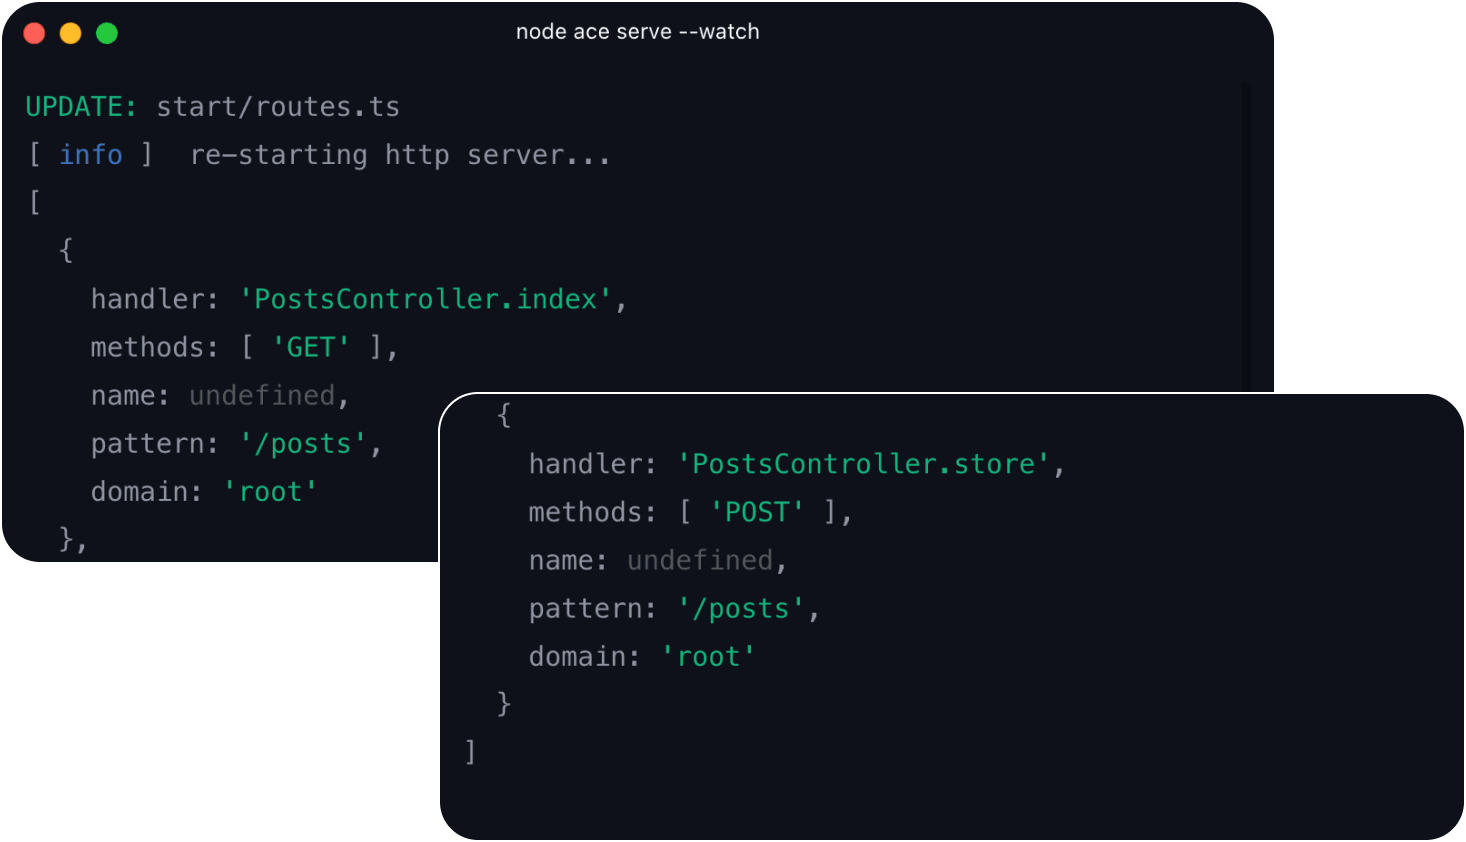 node ace serve --watch
UPDATE: start/routes.ts
[ info ]  re-starting http server...
[
  {
    handler: 'PostsController.index',
    methods: [ 'GET' ],
    name: undefined,
    pattern: '/posts',
    domain: 'root'
  },
  {
    handler: 'PostsController.store',
    methods: [ 'POST' ],
    name: undefined,
    pattern: '/posts',
    domain: 'root'
  }
]